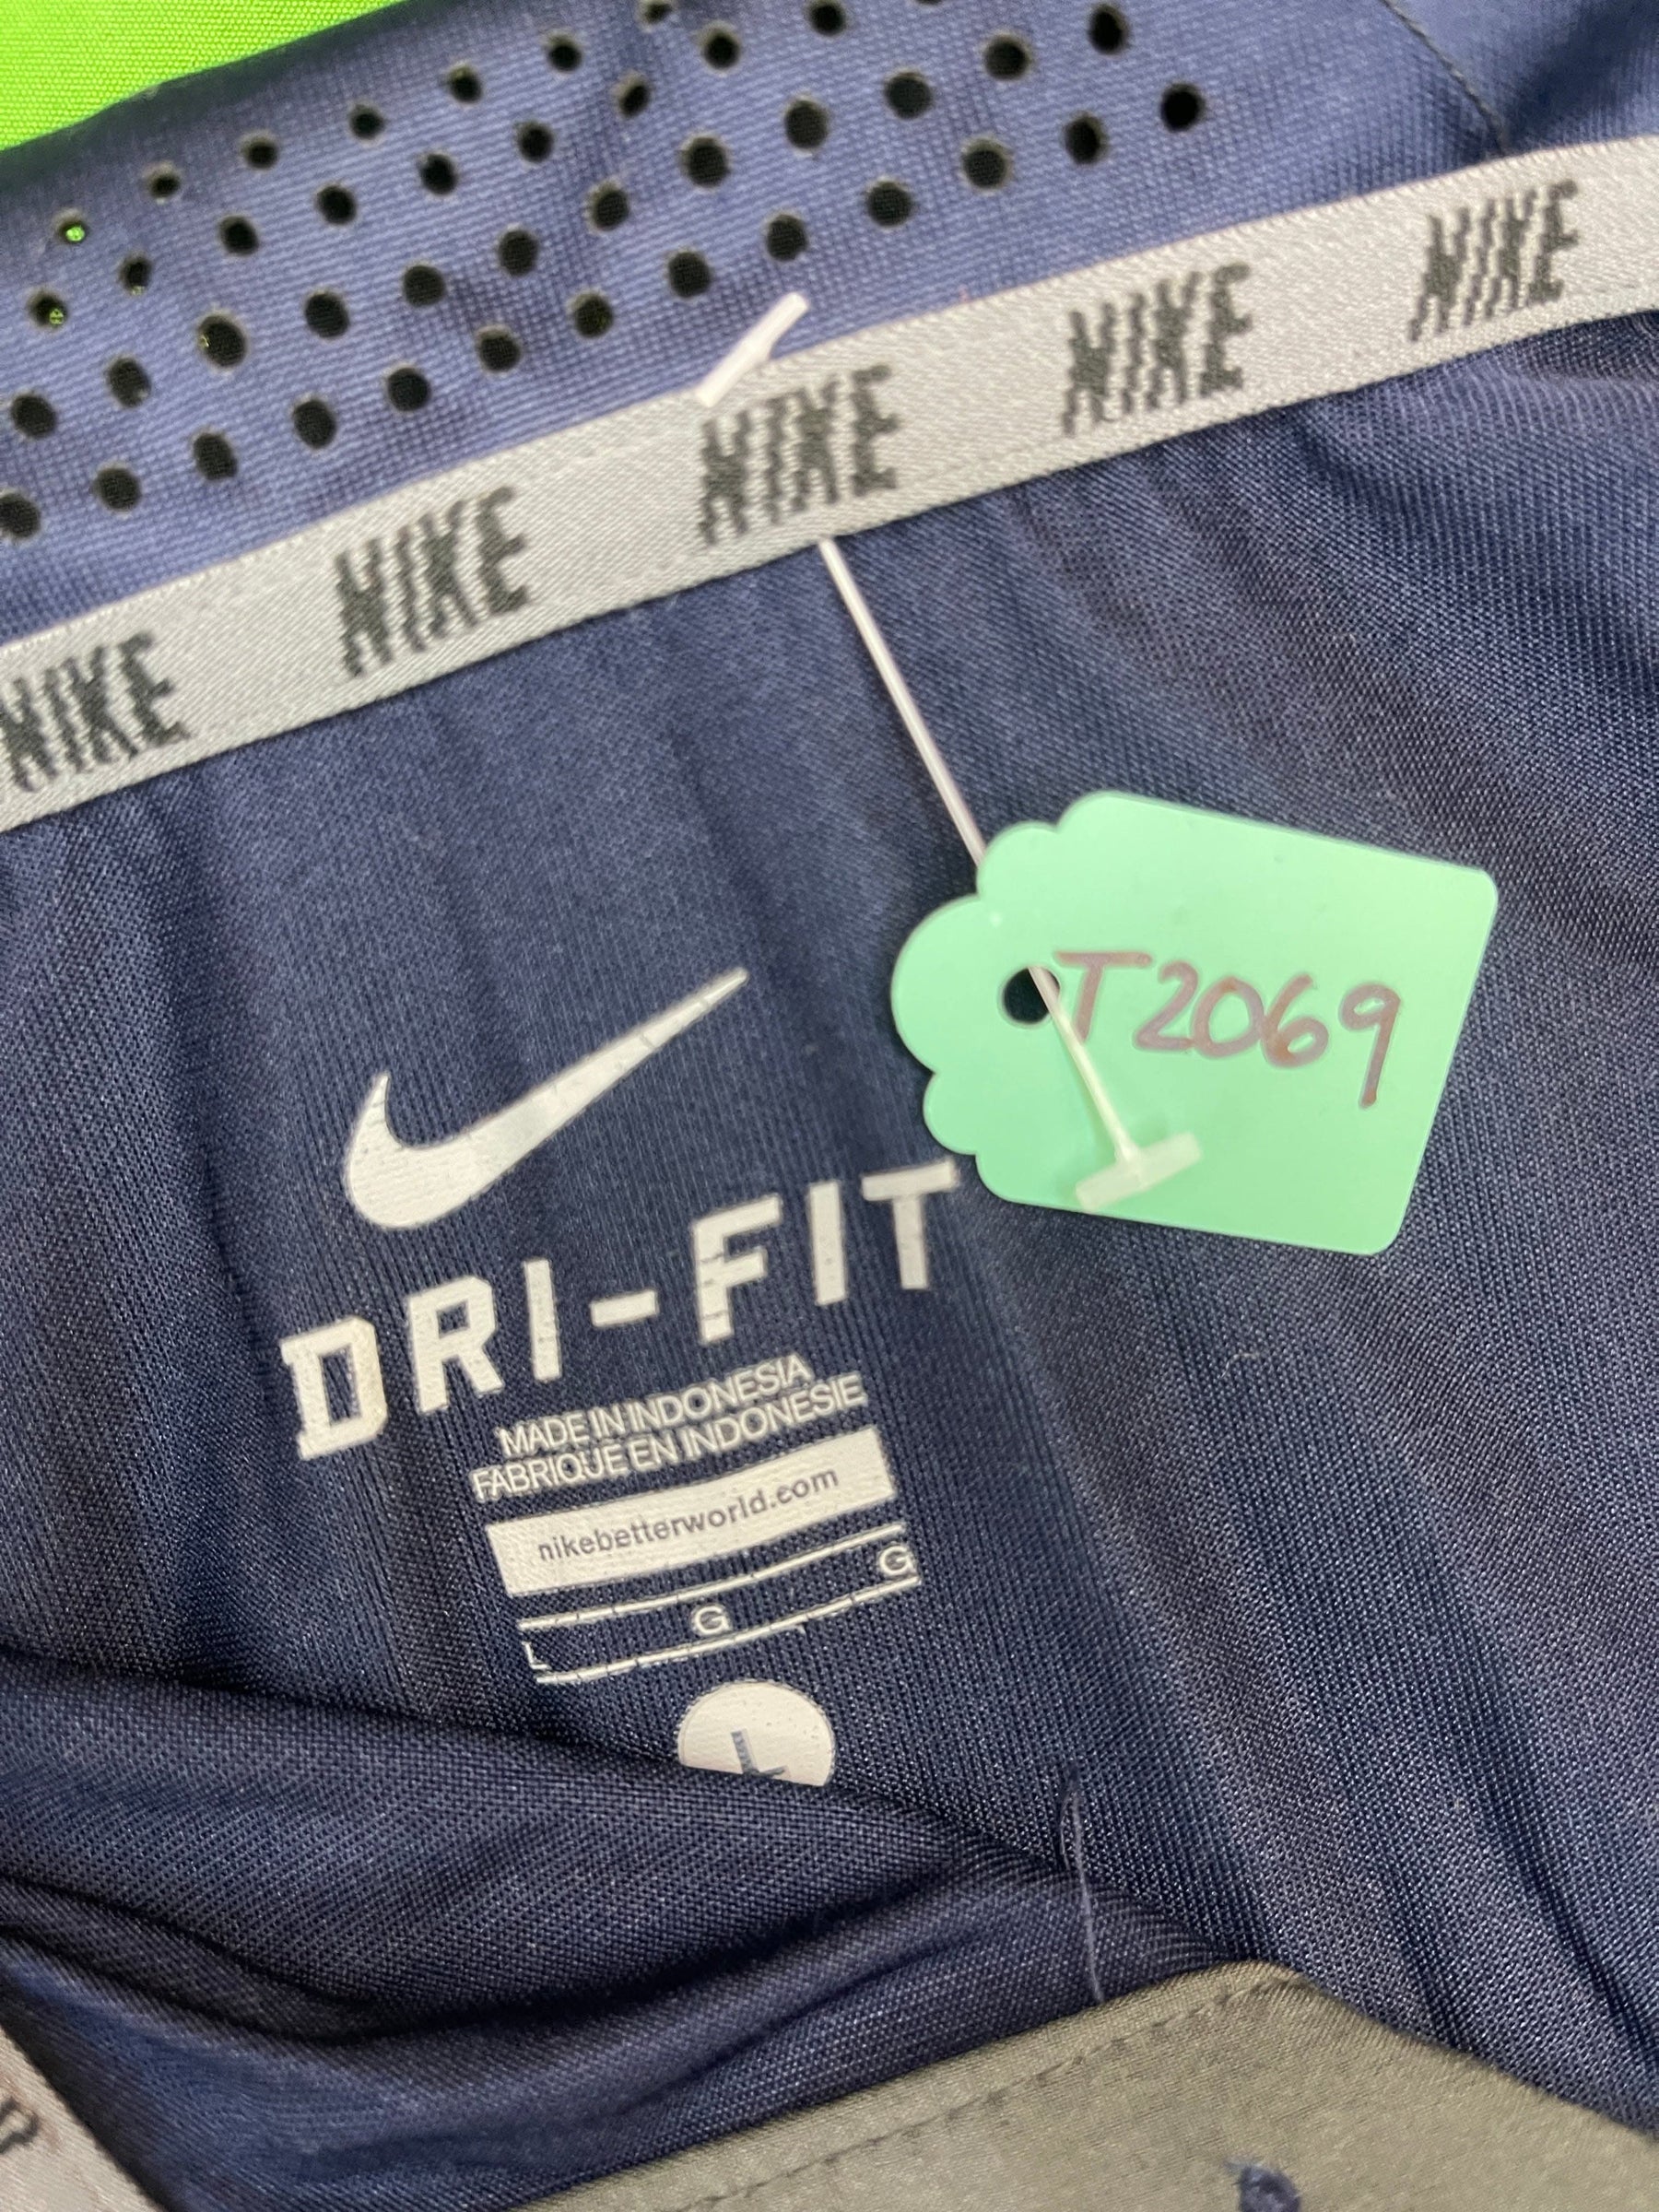 NIKE NIKE NIKE NIKE NIKE
T2069
DRI-FIT
MADE IN INDONESIA
FABRIQUE EN INDONESIE
nikebetterworld.com
L G G
L